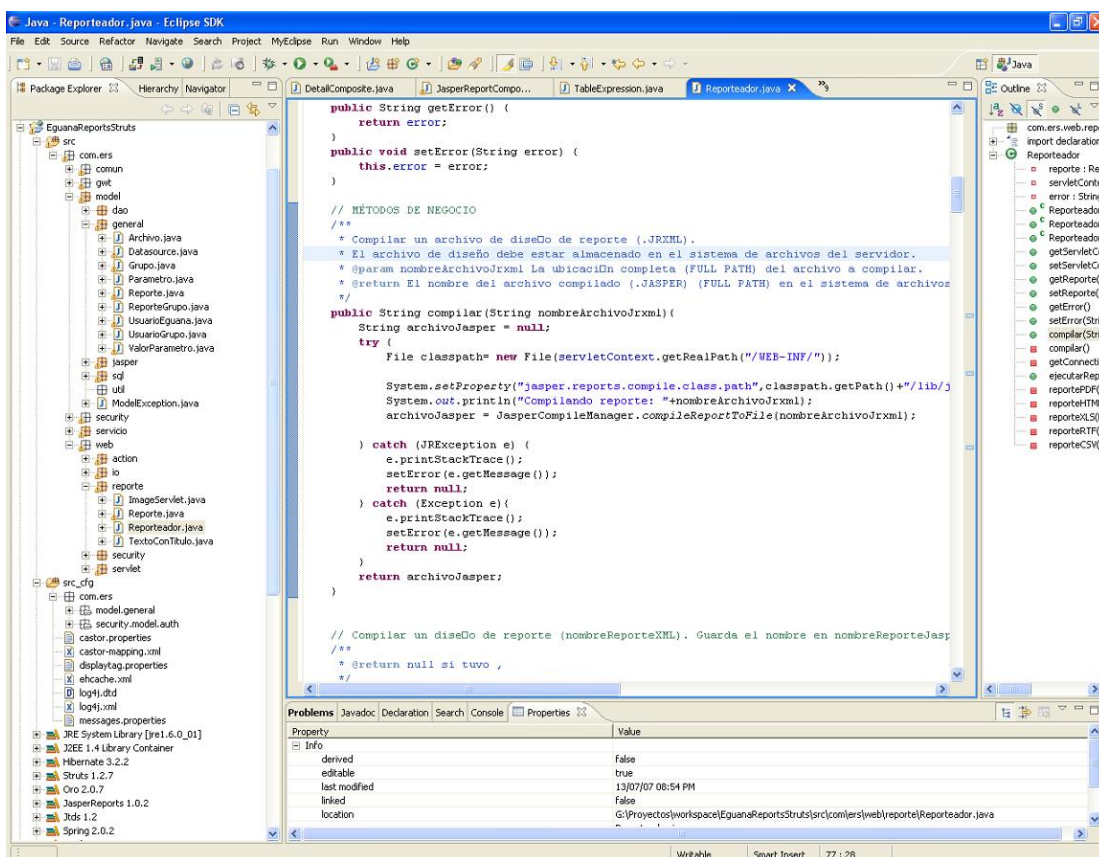 Java - Reporteador.java - Eclipse SDK
File Edit Source Refactor Navigate Search Project MyEclipse Run Window Help
Java
Package Explorer Hierarchy Navigator
EguanaReportsStruts
src
com.ers
comun
gwt
model
dao
general
Archivo.java
Datasource.java
Grupo.java
Parametro.java
Reporte.java
ReporteGrupo.java
UsuarioEguana.java
UsuarioGrupo.java
ValorParametro.java
jasper
sql
util
ModelException.java
security
servicio
web
action
io
reporte
ImageServlet.java
Reporte.java
Reporteador.java
TextoConTitulo.java
security
servlet
src_cfg
com.ers
model.general
security.model.auth
castor.properties
castor-mapping.xml
displaytag.properties
ehcache.xml
log4j.dtd
log4j.xml
messages.properties
JRE System Library [jre1.6.0_01]
J2EE 1.4 Library Container
Hibernate 3.2.2
Struts 1.2.7
Oro 2.0.7
JasperReports 1.0.2
Jtds 1.2
Spring 2.0.2
DetailComposite.java JasperReportCompo... TableExpression.java Reporteador.java 9
public String getError() {
return error;
}
public void setError(String error) {
this.error = error;
}
// MÉTODOS DE NEGOCIO
/**
* Compilar un archivo de dise□o de reporte (.JRXML).
* El archivo de diseño debe estar almacenado en el sistema de archivos del servidor.
* @param nombreArchivoJrxml La ubicaci□n completa (FULL PATH) del archivo a compilar.
* @return El nombre del archivo compilado (.JASPER) (FULL PATH) en el sistema de archivos
*/
public String compilar(String nombreArchivoJrxml){
String archivoJasper = null;
try {
File classpath= new File(servletContext.getRealPath("/WEB-INF/"));
System.setProperty("jasper.reports.compile.class.path",classpath.getPath()+"/lib/j
System.out.println("Compilando reporte: "+nombreArchivoJrxml);
archivoJasper = JasperCompileManager.compileReportToFile(nombreArchivoJrxml);
} catch (JRException e) {
e.printStackTrace();
setError(e.getMessage());
return null;
} catch (Exception e){
e.printStackTrace();
setError(e.getMessage());
return null;
}
return archivoJasper;
}
// Compilar un dise□o de reporte (nombreReporteXML). Guarda el nombre en nombreReporteJasp
/**
* @return null si tuvo ,
*/
Outline
com.ers.web.repo
import declaration
Reporteador
reporte : Re
servletConte
error : String
Reporteador
Reporteador
Reporteador
getServletCo
setServletCo
getReporte(
setReporte(
getError()
setError(Stri
compilar(Stri
compilar()
getConnecti
ejecutarRep
reportePDF(
reporteHTML
reporteXLS(
reporteRTF(
reporteCSV(
Problems Javadoc Declaration Search Console Properties
Property Value
Info
derived false
editable true
last modified 13/07/07 08:54 PM
linked false
location G:\Proyectos\workspace\EguanaReportsStruts\src\com\ers\web\reporte\Reporteador.java
Writable Smart Insert 77 : 28